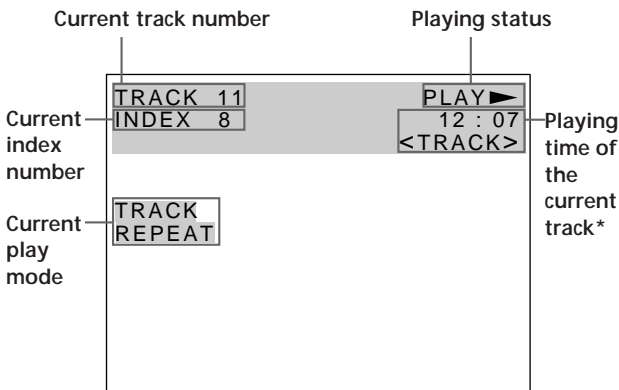 Current track number
Playing status
TRACK 11
PLAY►
INDEX 8
12 : 07
<TRACK>
Current
index
number
Playing
time of
the
current
track*
TRACK
REPEAT
Current
play
mode